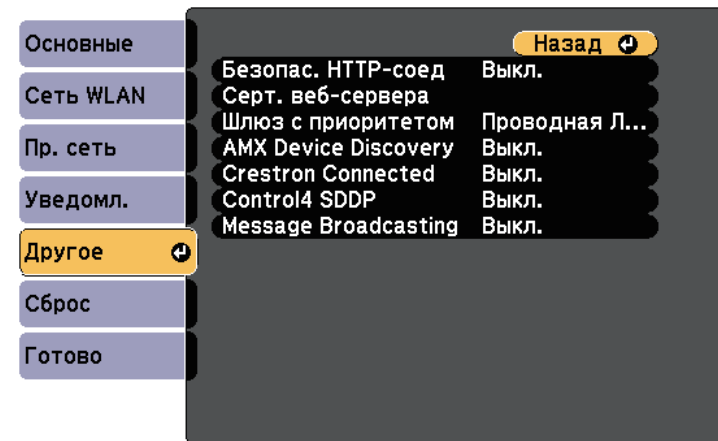 Основные
Сеть WLAN
Пр. сеть
Уведомл.
Другое
Сброс
Готово
Назад
Безопас. HTTP-соед Выкл.
Серт. веб-сервера
Шлюз с приоритетом Проводная Л...
AMX Device Discovery Выкл.
Crestron Connected Выкл.
Control4 SDDP Выкл.
Message Broadcasting Выкл.